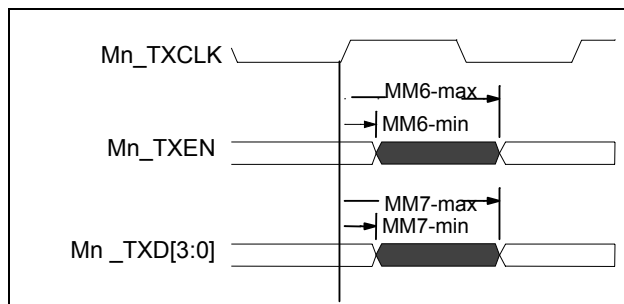 Mn_TXCLK
MM6-max
MM6-min
Mn_TXEN
MM7-max
MM7-min
Mn _TXD[3:0]